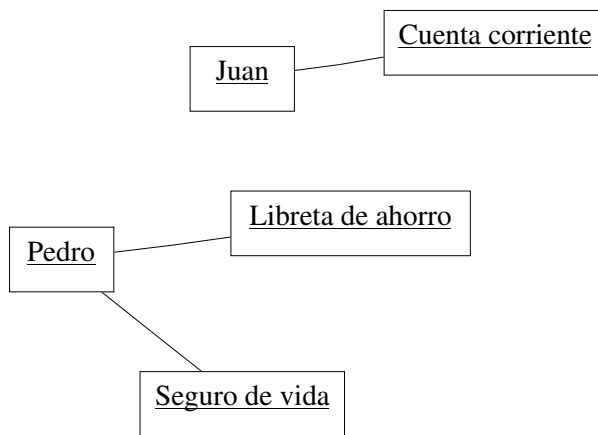 Cuenta corriente
Juan
Libreta de ahorro
Pedro
Seguro de vida